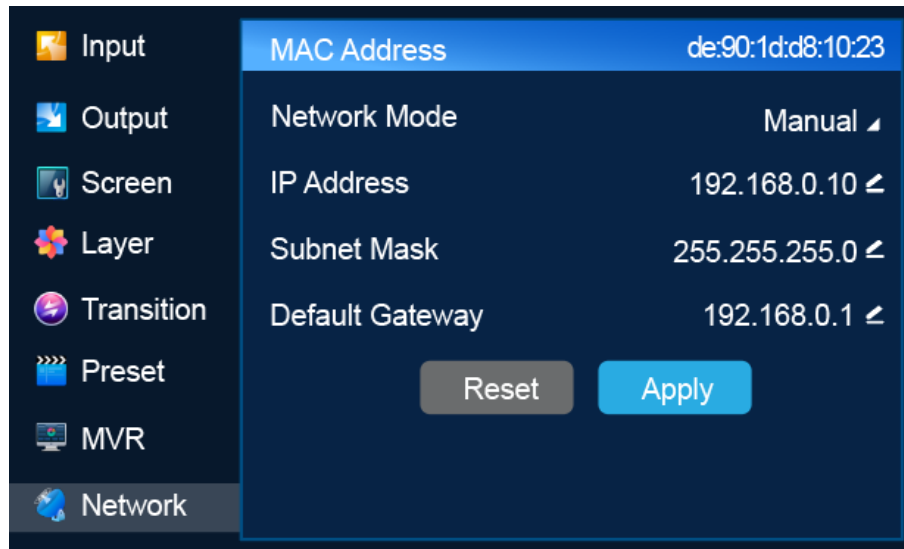 Input
Output
Screen
Layer
Transition
Preset
MVR
Network
MAC Address de:90:1d:d8:10:23
Network Mode Manual
IP Address 192.168.0.10
Subnet Mask 255.255.255.0
Default Gateway 192.168.0.1
Reset Apply